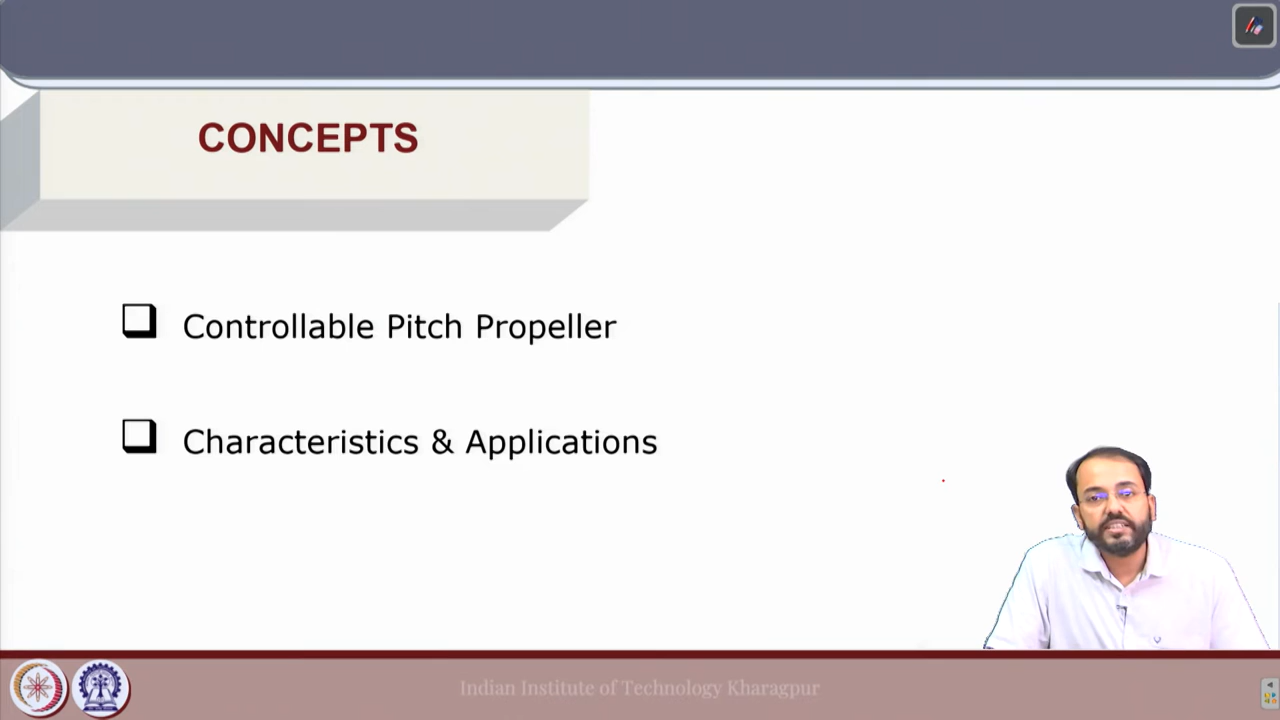 CONCEPTS
Controllable Pitch Propeller
Characteristics & Applications
Indian Institute of Technology Kharagpur